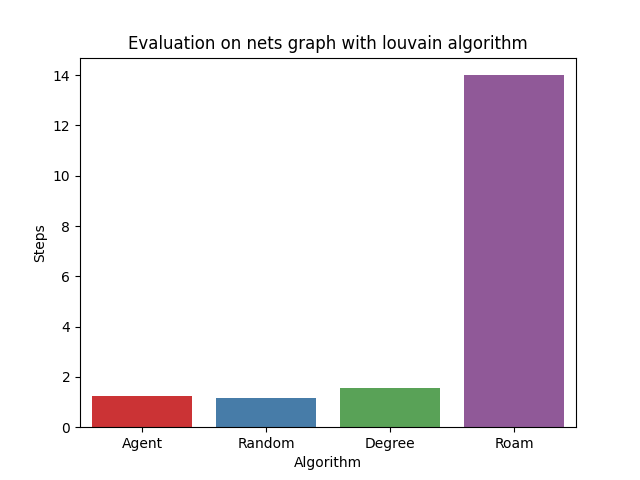 Evaluation on nets graph with louvain algorithm
14
12
10
8
6
4
2
0
Steps
Agent Random Degree Roam
Algorithm